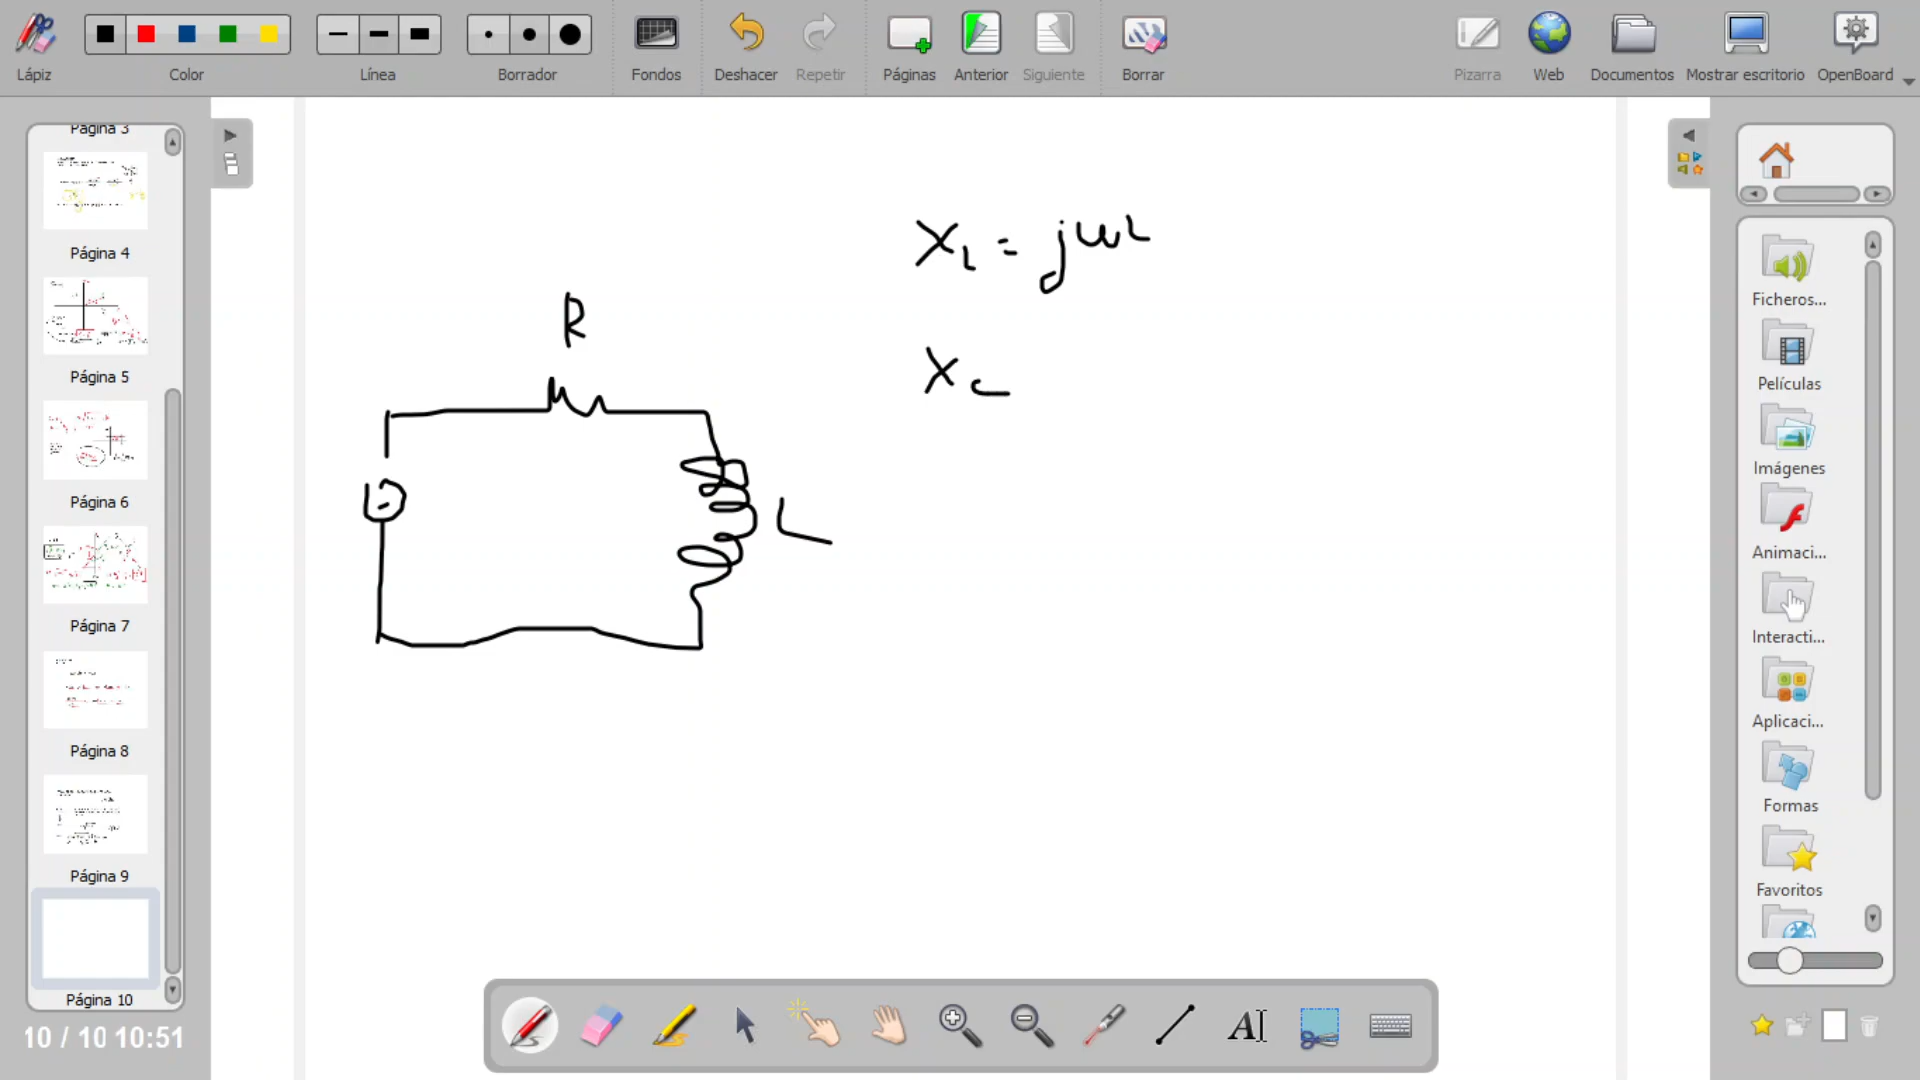 Lápiz
Color
Línea
Borrador
Fondos
Deshacer
Repetir
Páginas
Anterior
Siguiente
Borrar
Pizarra
Web
Documentos
Mostrar escritorio
OpenBoard
Página 3
Página 4
Página 5
Página 6
Página 7
Página 8
Página 9
Página 10
10 / 10 10:51
X_L = jωL
R
X_C
L
Ficheros...
Películas
Imágenes
Animaci...
Interacti...
Aplicaci...
Formas
Favoritos
A